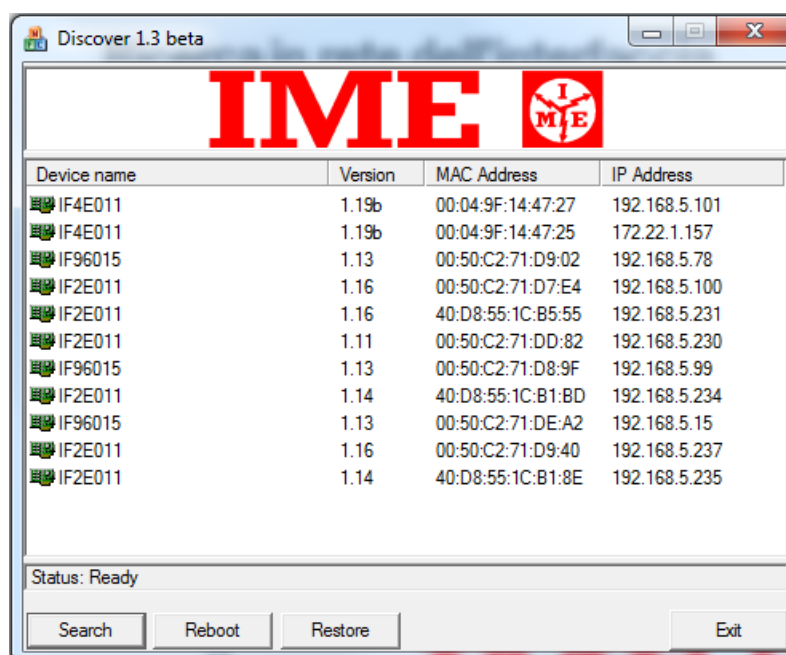 Discover 1.3 beta
IME
I
M E
Device name Version MAC Address IP Address
IF4E011 1.19b 00:04:9F:14:47:27 192.168.5.101
IF4E011 1.19b 00:04:9F:14:47:25 172.22.1.157
IF96015 1.13 00:50:C2:71:D9:02 192.168.5.78
IF2E011 1.16 00:50:C2:71:D7:E4 192.168.5.100
IF2E011 1.16 40:D8:55:1C:B5:55 192.168.5.231
IF2E011 1.11 00:50:C2:71:DD:82 192.168.5.230
IF96015 1.13 00:50:C2:71:D8:9F 192.168.5.99
IF2E011 1.14 40:D8:55:1C:B1:BD 192.168.5.234
IF96015 1.13 00:50:C2:71:DE:A2 192.168.5.15
IF2E011 1.16 00:50:C2:71:D9:40 192.168.5.237
IF2E011 1.14 40:D8:55:1C:B1:8E 192.168.5.235
Status: Ready
Search Reboot Restore Exit